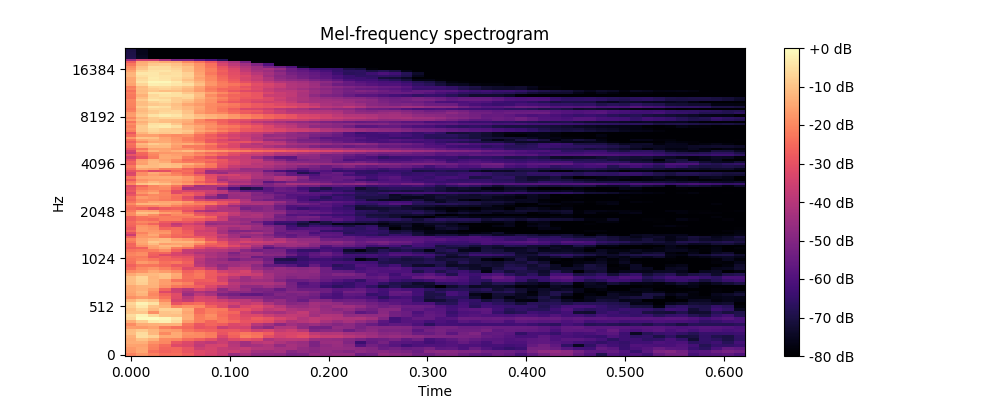 Mel-frequency spectrogram
Hz
16384
8192
4096
2048
1024
512
0
0.000 0.100 0.200 0.300 0.400 0.500 0.600
Time
+0 dB
-10 dB
-20 dB
-30 dB
-40 dB
-50 dB
-60 dB
-70 dB
-80 dB